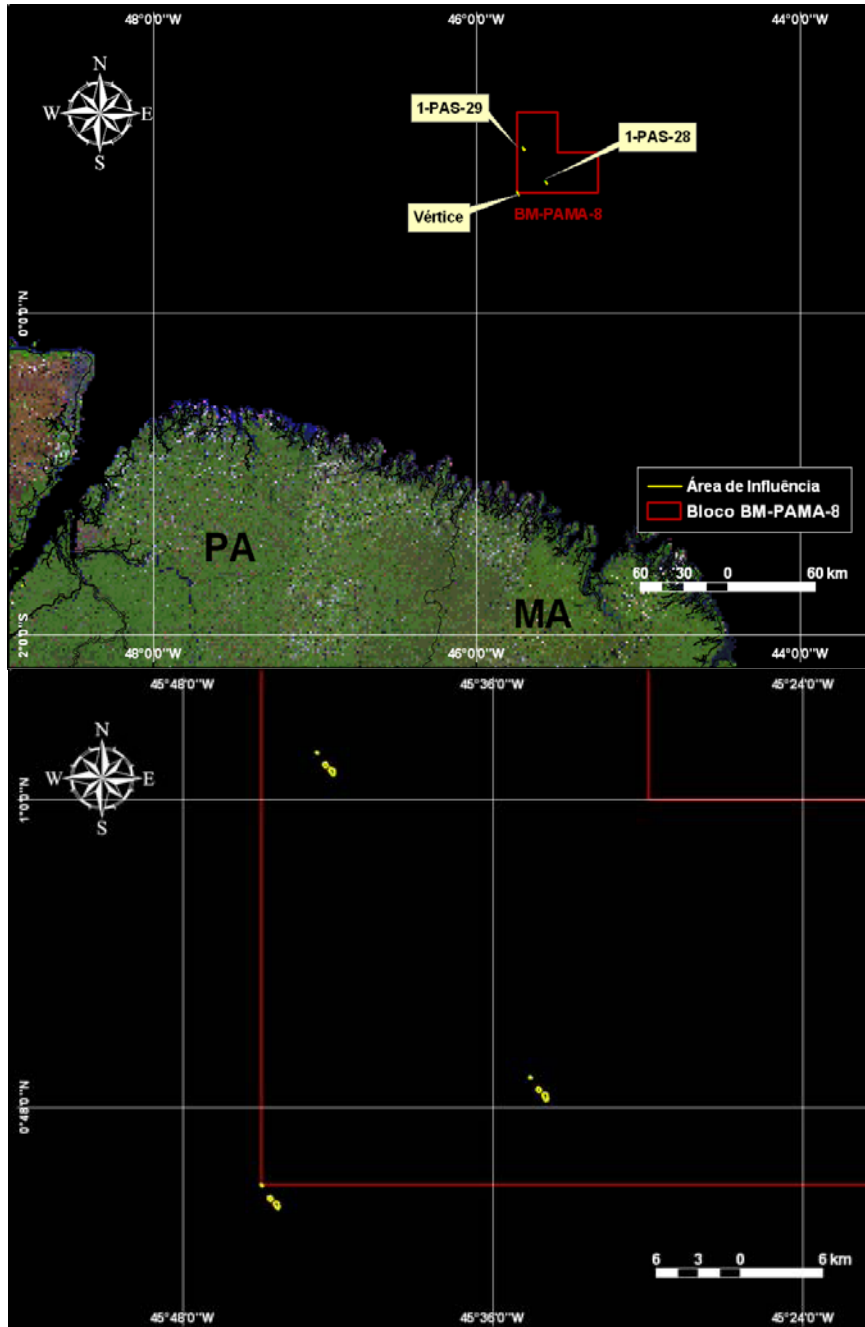 48°0'0"W
46°0'0"W
44°0'0"W
N
W
E
S
1-PAS-29
1-PAS-28
Vértice
BM-PAMA-8
0°0'0"N
Área de Influência
Bloco BM-PAMA-8
60 30 0 60 km
PA
MA
2°0'0"S
48°0'0"W
46°0'0"W
44°0'0"W
45°48'0"W
45°36'0"W
45°24'0"W
N
W
E
S
1°0'0"N
0°48'0"N
6 3 0 6 km
45°48'0"W
45°36'0"W
45°24'0"W